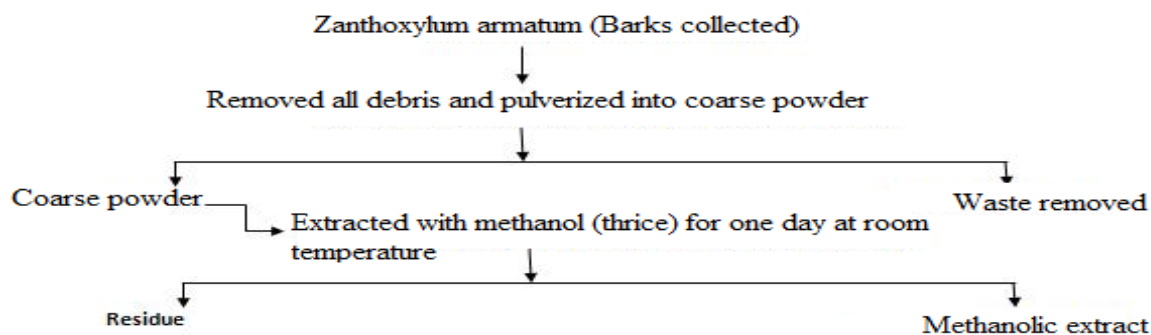 Zanthoxylum armatum (Barks collected)
Removed all debris and pulverized into coarse powder
Coarse powder
Waste removed
Extracted with methanol (thrice) for one day at room
temperature
Residue
Methanolic extract